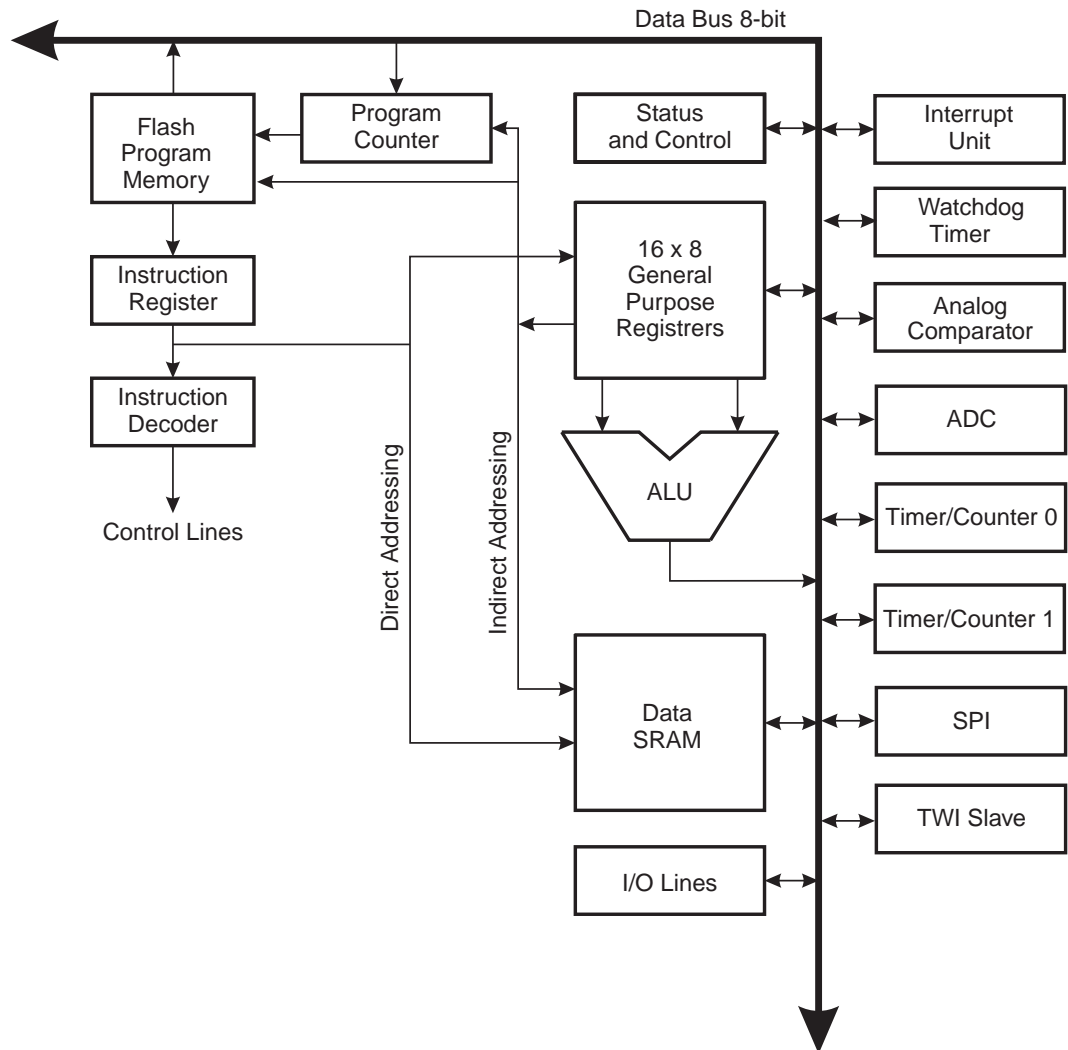 Data Bus 8-bit
Flash
Program
Memory
Program
Counter
Status
and Control
Interrupt
Unit
Watchdog
Timer
16 x 8
General
Purpose
Registrers
Instruction
Register
Analog
Comparator
Instruction
Decoder
ADC
Control Lines
Direct Addressing
Indirect Addressing
ALU
Timer/Counter 0
Timer/Counter 1
Data
SRAM
SPI
TWI Slave
I/O Lines